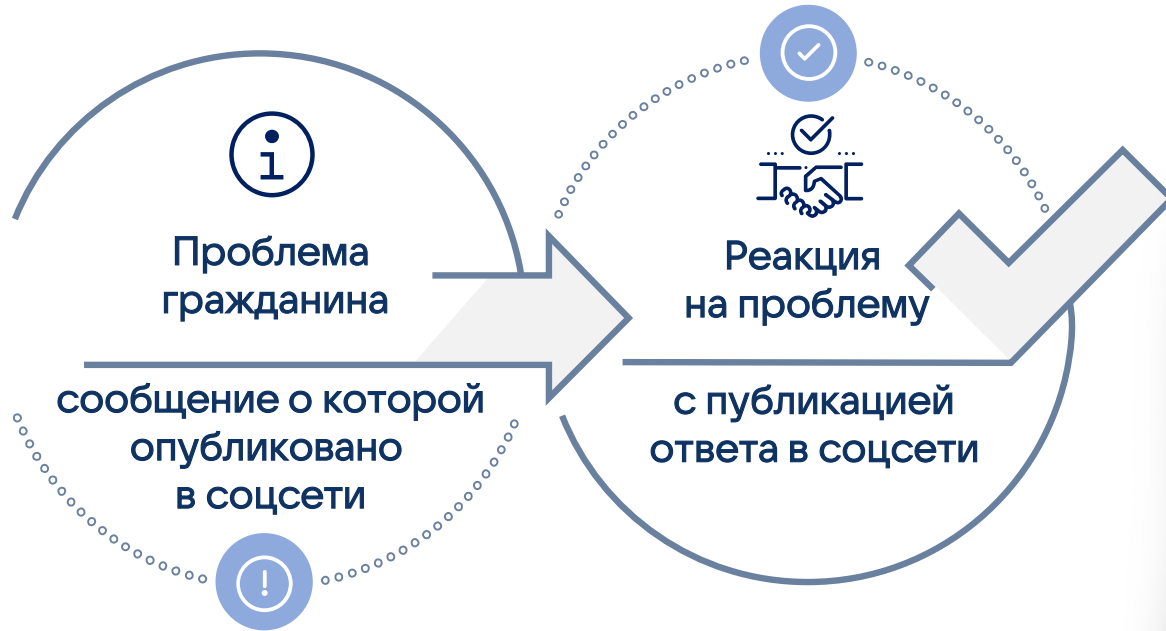 Проблема
гражданина
сообщение о которой
опубликовано
в соцсети
Реакция
на проблему
с публикацией
ответа в соцсети